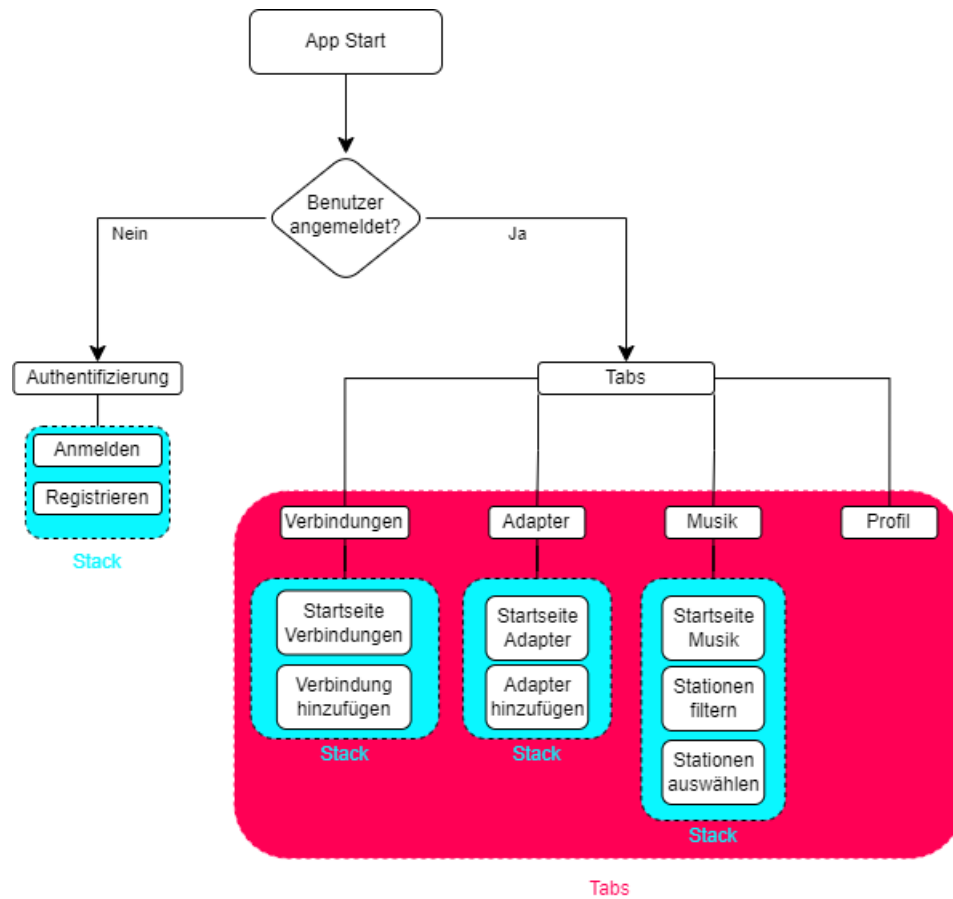 App Start
Benutzer
angemeldet?
Nein
Ja
Authentifizierung
Tabs
Anmelden
Registrieren
Stack
Verbindungen
Adapter
Musik
Profil
Startseite
Verbindungen
Verbindung
hinzufügen
Stack
Startseite
Adapter
Adapter
hinzufügen
Stack
Startseite
Musik
Stationen
filtern
Stationen
auswählen
Stack
Tabs